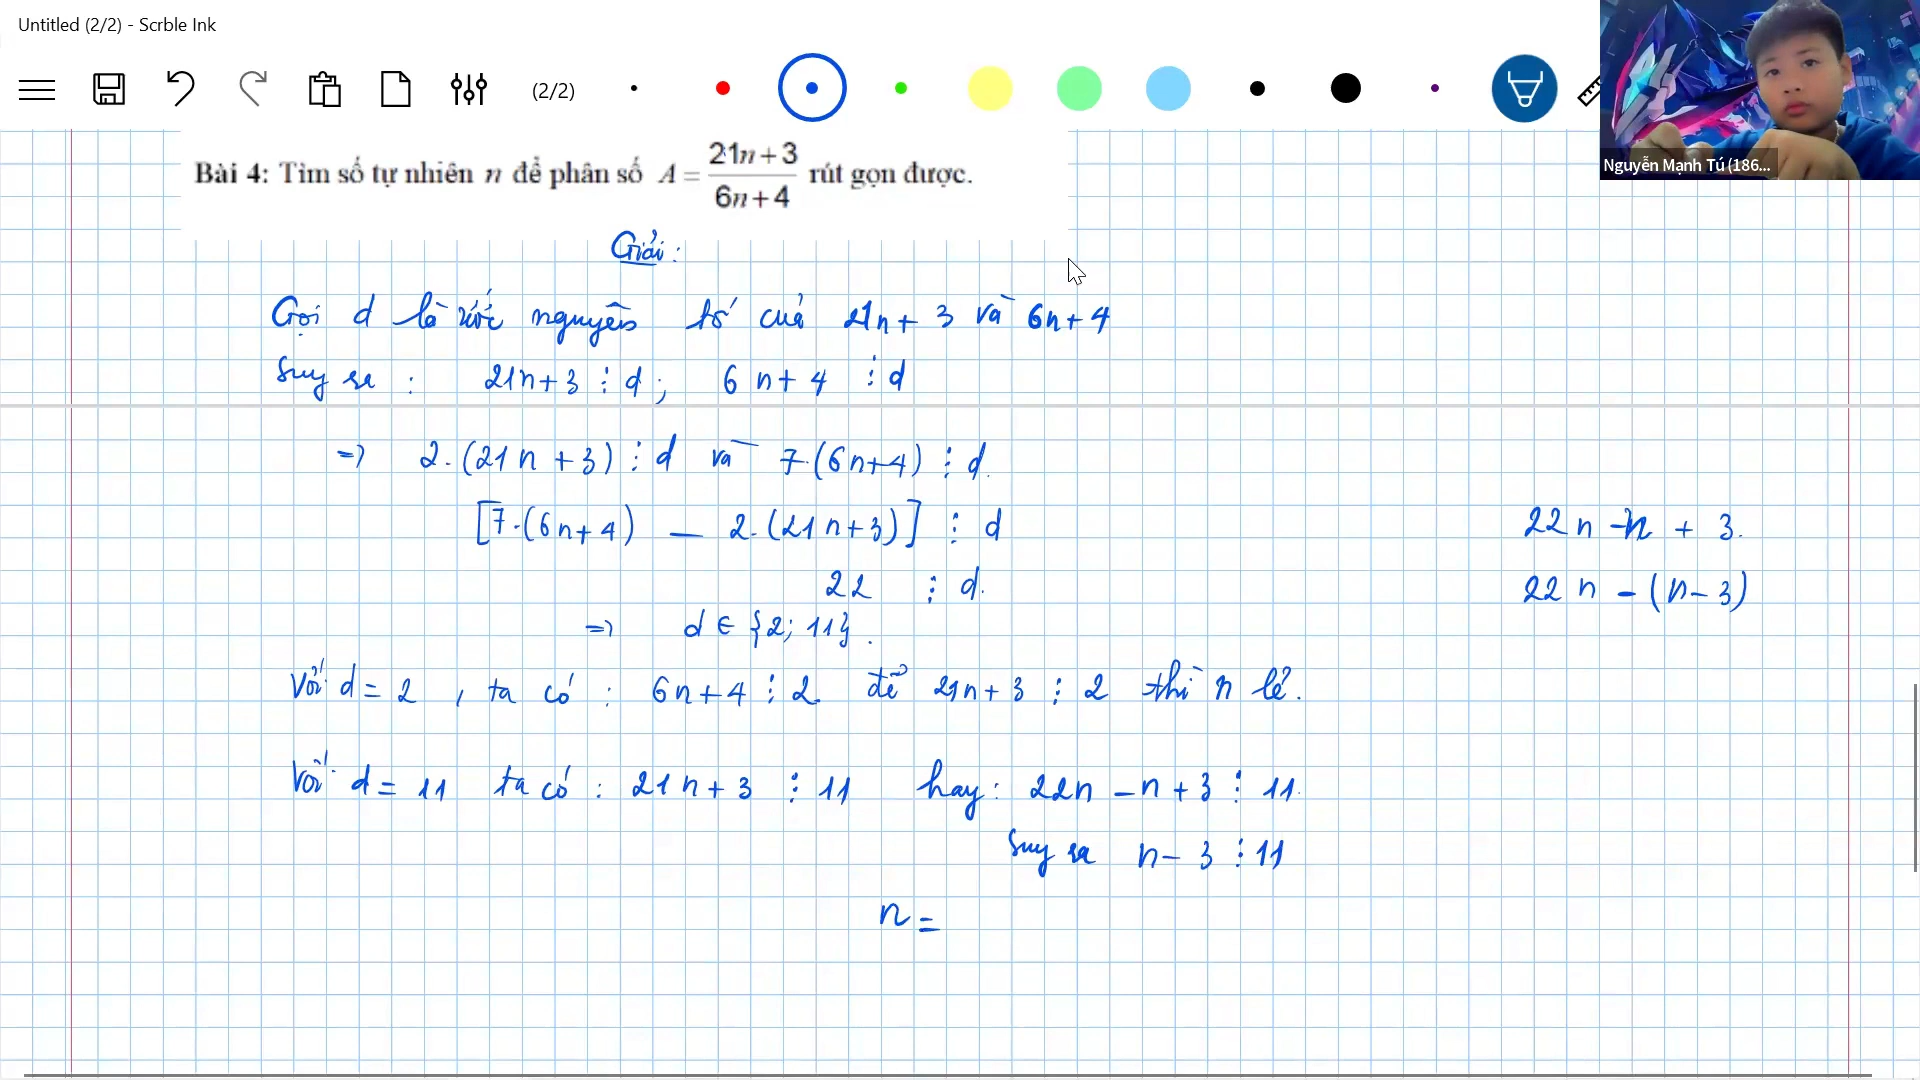 Untitled (2/2) - Scrble Ink
(2/2)
Nguyễn Mạnh Tú (186...
Bài 4: Tìm số tự nhiên n để phân số A = \frac{21n+3}{6n+4} rút gọn được.
Giải:
Gọi d là ước nguyên tố của 21n + 3 và 6n + 4
Suy ra : 21n + 3 ⋮ d ; 6n + 4 ⋮ d
=> 2.(21n + 3) ⋮ d và 7.(6n+4) ⋮ d.
[7.(6n+4) - 2.(21n+3)] ⋮ d
22n - n + 3.
22 ⋮ d.
22n - (n - 3)
=> d ∈ {2; 11}.
Với d = 2 , ta có : 6n + 4 ⋮ 2. để 21n + 3 ⋮ 2 thì n lẻ.
Với d = 11 ta có : 21n + 3 ⋮ 11 hay : 22n - n + 3 ⋮ 11.
Suy ra n - 3 ⋮ 11
n =